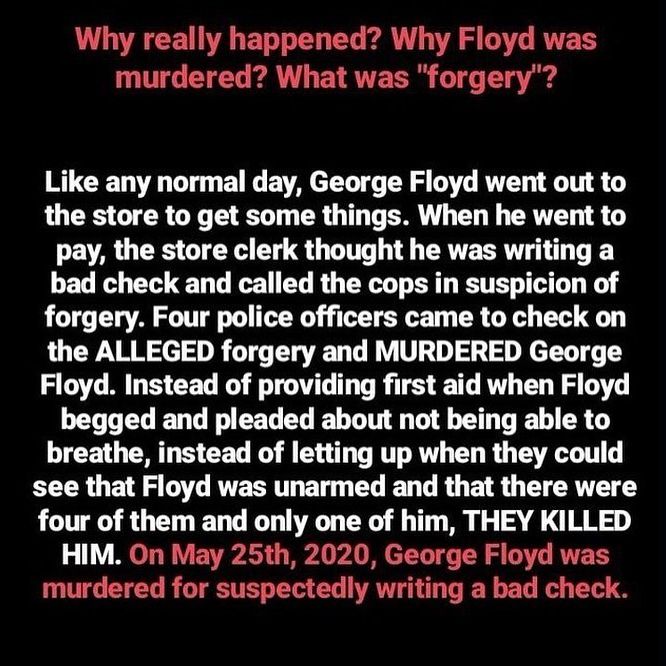 Why really happened? Why Floyd was
murdered? What was "forgery"?
Like any normal day, George Floyd went out to
the store to get some things. When he went to
pay, the store clerk thought he was writing a
bad check and called the cops in suspicion of
forgery. Four police officers came to check on
the ALLEGED forgery and MURDERED George
Floyd. Instead of providing first aid when Floyd
begged and pleaded about not being able to
breathe, instead of letting up when they could
see that Floyd was unarmed and that there were
four of them and only one of him, THEY KILLED
HIM. On May 25th, 2020, George Floyd was
murdered for suspectedly writing a bad check.